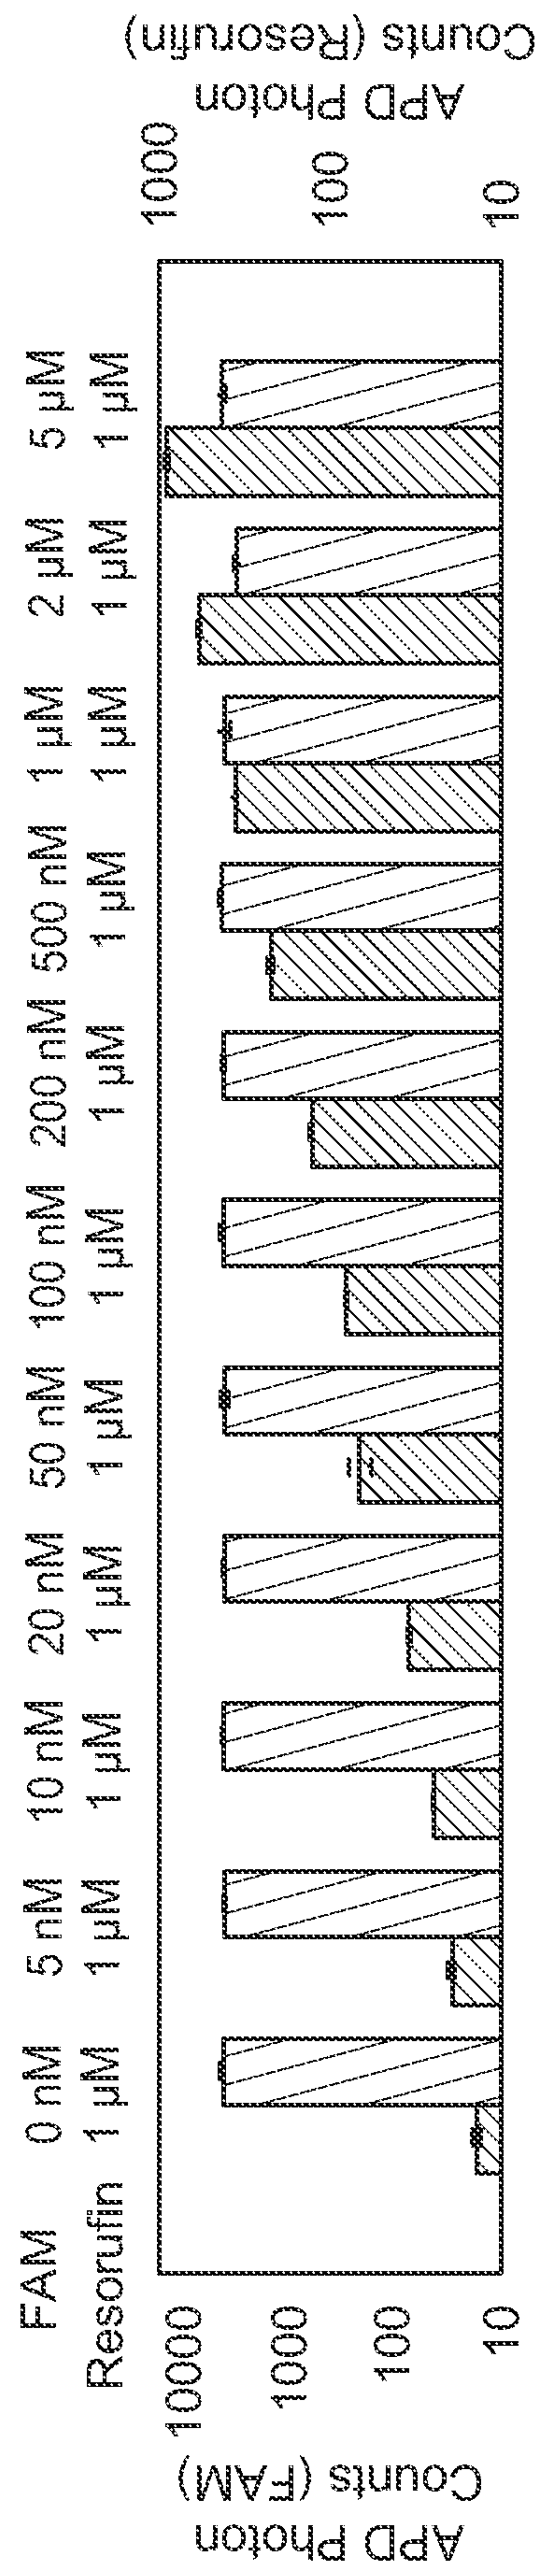 FAM 0 nM 5 nM 10 nM 20 nM 50 nM 100 nM 200 nM 500 nM 1 µM 2 µM 5 µM
Resorufin 1 µM 1 µM 1 µM 1 µM 1 µM 1 µM 1 µM 1 µM 1 µM 1 µM 1 µM
APD Photon
Counts (FAM)
10000
1000
100
10
1000
100
10
APD Photon
Counts (Resorufin)